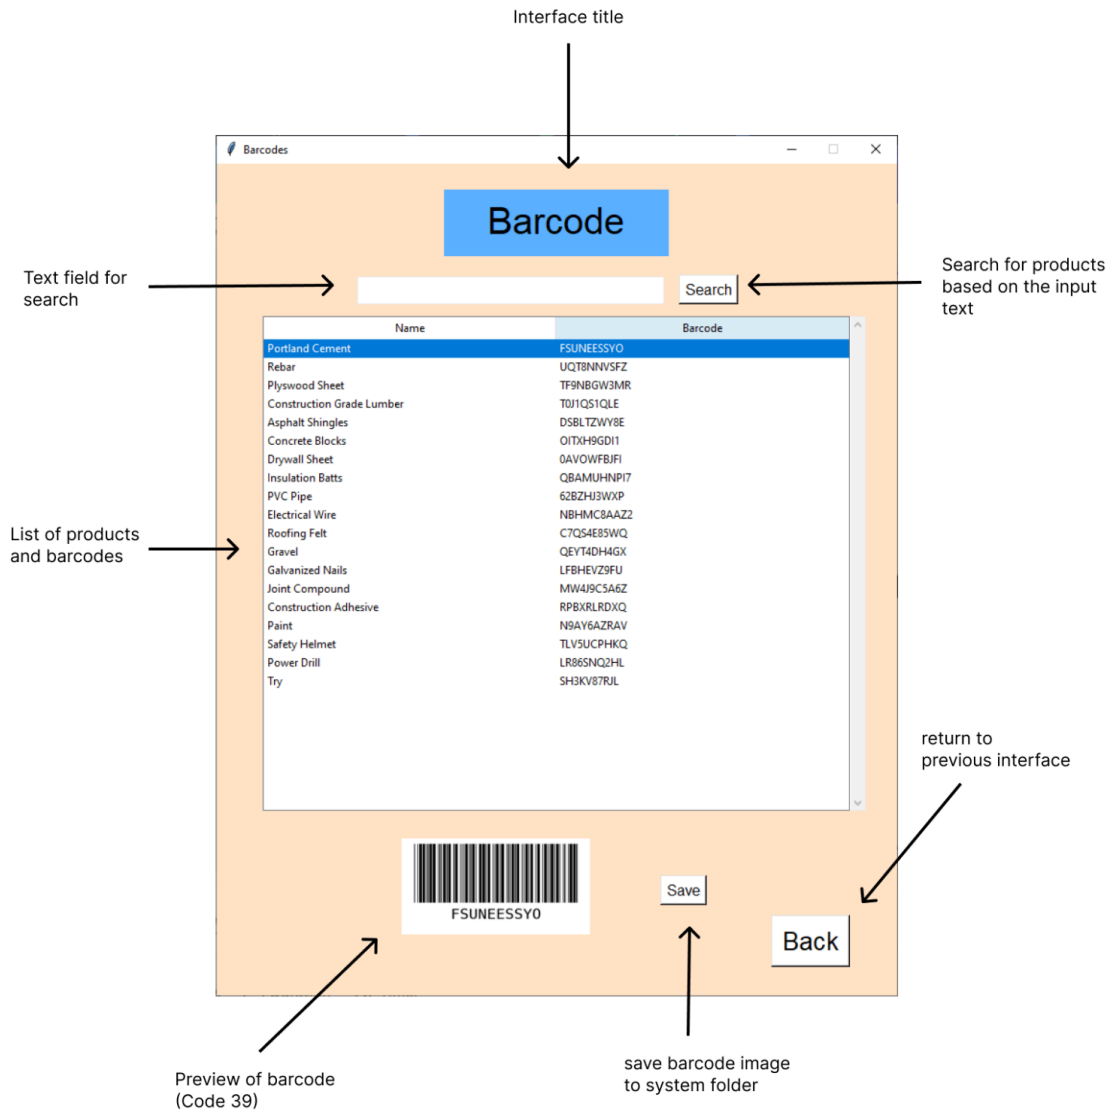 Interface title
Barcodes
Barcode
Text field for
search
Search
Search for products
based on the input
text
Name Barcode
Portland Cement FSUNEESSYO
Rebar UQT8NNVSFZ
Plyswood Sheet TF9NBGW3MR
Construction Grade Lumber T0J1QS1QLE
Asphalt Shingles DSBLTZWY8E
Concrete Blocks OITXH9GDI1
Drywall Sheet 0AVOWFBJFI
Insulation Batts QBAMUHNPI7
PVC Pipe 62BZHJ3WXP
Electrical Wire NBHMC8AAZ2
Roofing Felt C7QS4E85WQ
Gravel QEYT4DH4GX
Galvanized Nails LFBHEVZ9FU
Joint Compound MW4J9C5A6Z
Construction Adhesive RPBXRLRDXQ
Paint N9AY6AZRAV
Safety Helmet TLV5UCPHKQ
Power Drill LR86SNQ2HL
Try SH3KV87RJL
List of products
and barcodes
return to
previous interface
FSUNEESSYO
Save
Back
Preview of barcode
(Code 39)
save barcode image
to system folder